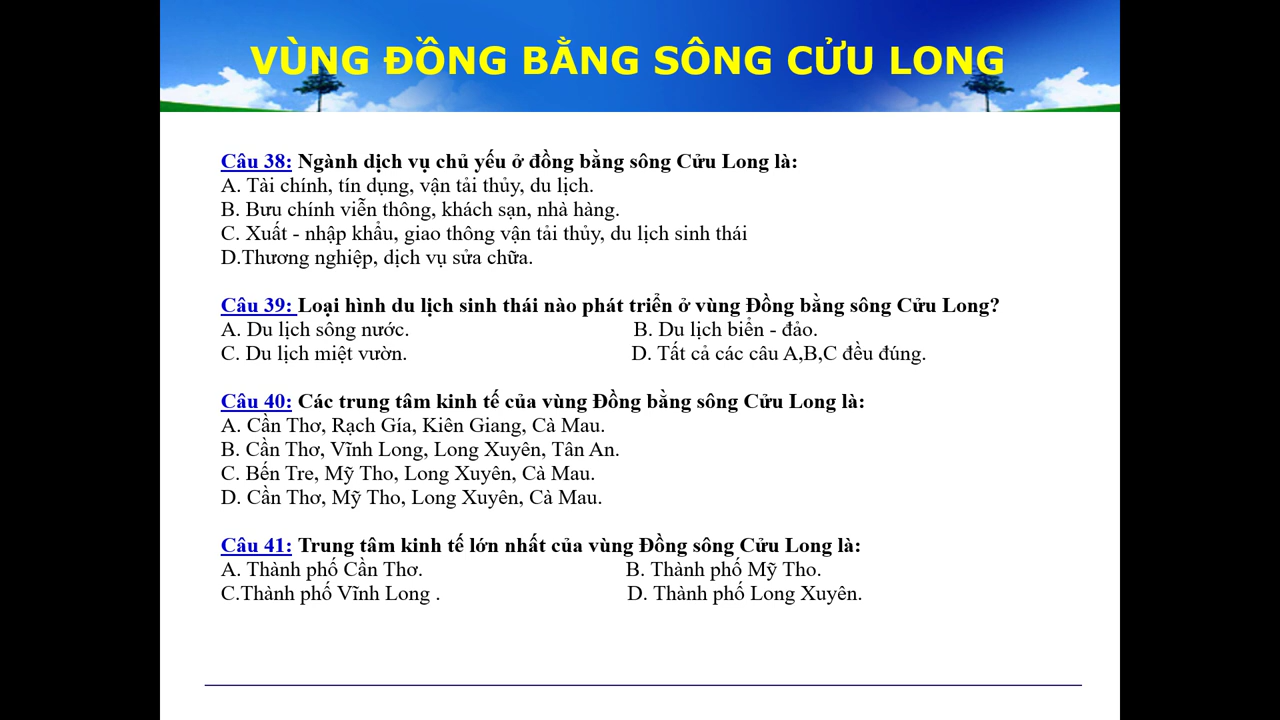 VÙNG ĐỒNG BẰNG SÔNG CỬU LONG
Câu 38: Ngành dịch vụ chủ yếu ở đồng bằng sông Cửu Long là:
A. Tài chính, tín dụng, vận tải thủy, du lịch.
B. Bưu chính viễn thông, khách sạn, nhà hàng.
C. Xuất - nhập khẩu, giao thông vận tải thủy, du lịch sinh thái
D.Thương nghiệp, dịch vụ sửa chữa.
Câu 39: Loại hình du lịch sinh thái nào phát triển ở vùng Đồng bằng sông Cửu Long?
A. Du lịch sông nước. B. Du lịch biển - đảo.
C. Du lịch miệt vườn. D. Tất cả các câu A,B,C đều đúng.
Câu 40: Các trung tâm kinh tế của vùng Đồng bằng sông Cửu Long là:
A. Cần Thơ, Rạch Gía, Kiên Giang, Cà Mau.
B. Cần Thơ, Vĩnh Long, Long Xuyên, Tân An.
C. Bến Tre, Mỹ Tho, Long Xuyên, Cà Mau.
D. Cần Thơ, Mỹ Tho, Long Xuyên, Cà Mau.
Câu 41: Trung tâm kinh tế lớn nhất của vùng Đồng sông Cửu Long là:
A. Thành phố Cần Thơ. B. Thành phố Mỹ Tho.
C.Thành phố Vĩnh Long . D. Thành phố Long Xuyên.